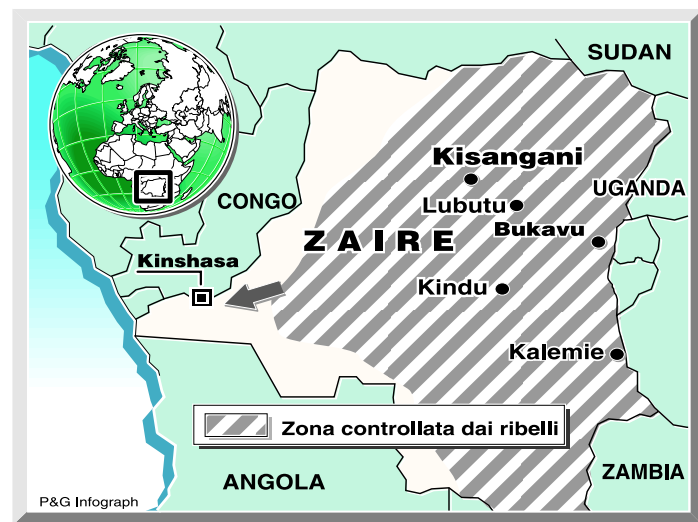 SUDAN
Kisangani
UGANDA
CONGO
Lubutu
ZAIRE
Bukavu
Kinshasa
Kindu
Kalemie
Zona controllata dai ribelli
ANGOLA
ZAMBIA
P&G Infograph